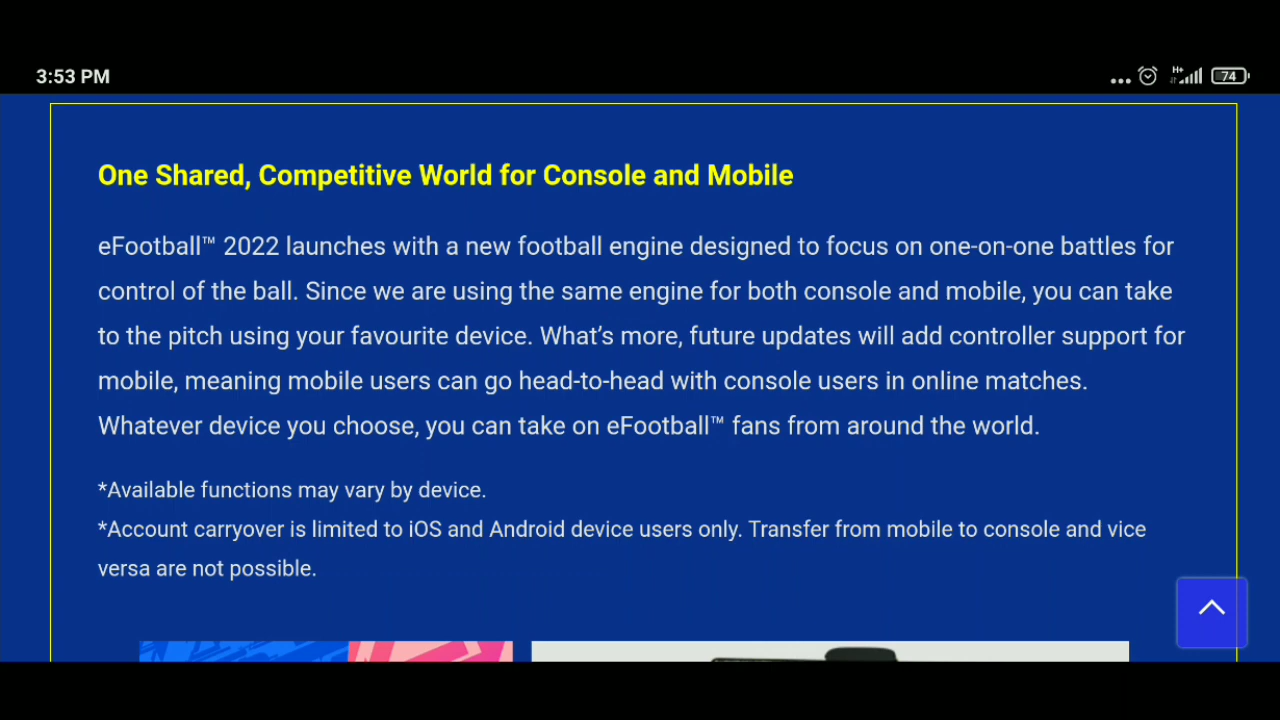 3:53 PM
H+
74
One Shared, Competitive World for Console and Mobile
eFootball™ 2022 launches with a new football engine designed to focus on one-on-one battles for
control of the ball. Since we are using the same engine for both console and mobile, you can take
to the pitch using your favourite device. What’s more, future updates will add controller support for
mobile, meaning mobile users can go head-to-head with console users in online matches.
Whatever device you choose, you can take on eFootball™ fans from around the world.
*Available functions may vary by device.
*Account carryover is limited to iOS and Android device users only. Transfer from mobile to console and vice
versa are not possible.